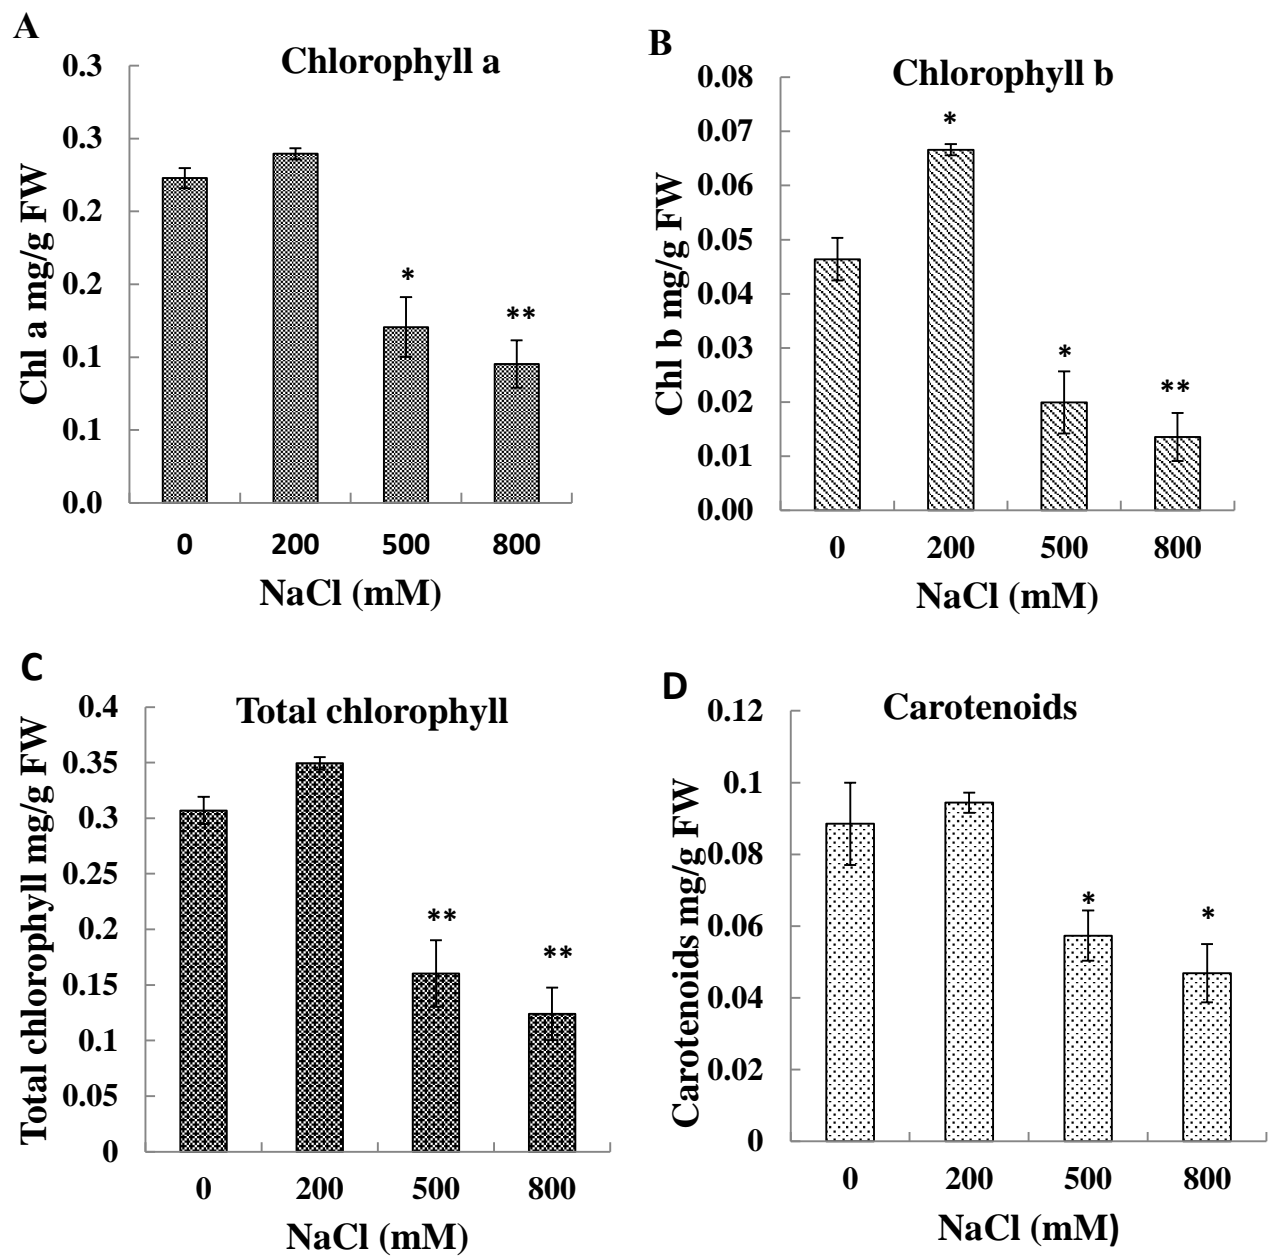 A
Chlorophyll a
0.3
0.3
0.2
0.2
0.1
0.1
0.0
Chl a mg/g FW
*
**
0 200 500 800
NaCl (mM)
B
Chlorophyll b
0.08
0.07
0.06
0.05
0.04
0.03
0.02
0.01
0.00
Chl b mg/g FW
*
*
**
0 200 500 800
NaCl (mM)
C
Total chlorophyll
0.4
0.35
0.3
0.25
0.2
0.15
0.1
0.05
0
Total chlorophyll mg/g FW
**
**
0 200 500 800
NaCl (mM)
D
Carotenoids
0.12
0.1
0.08
0.06
0.04
0.02
0
Carotenoids mg/g FW
*
*
0 200 500 800
NaCl (mM)